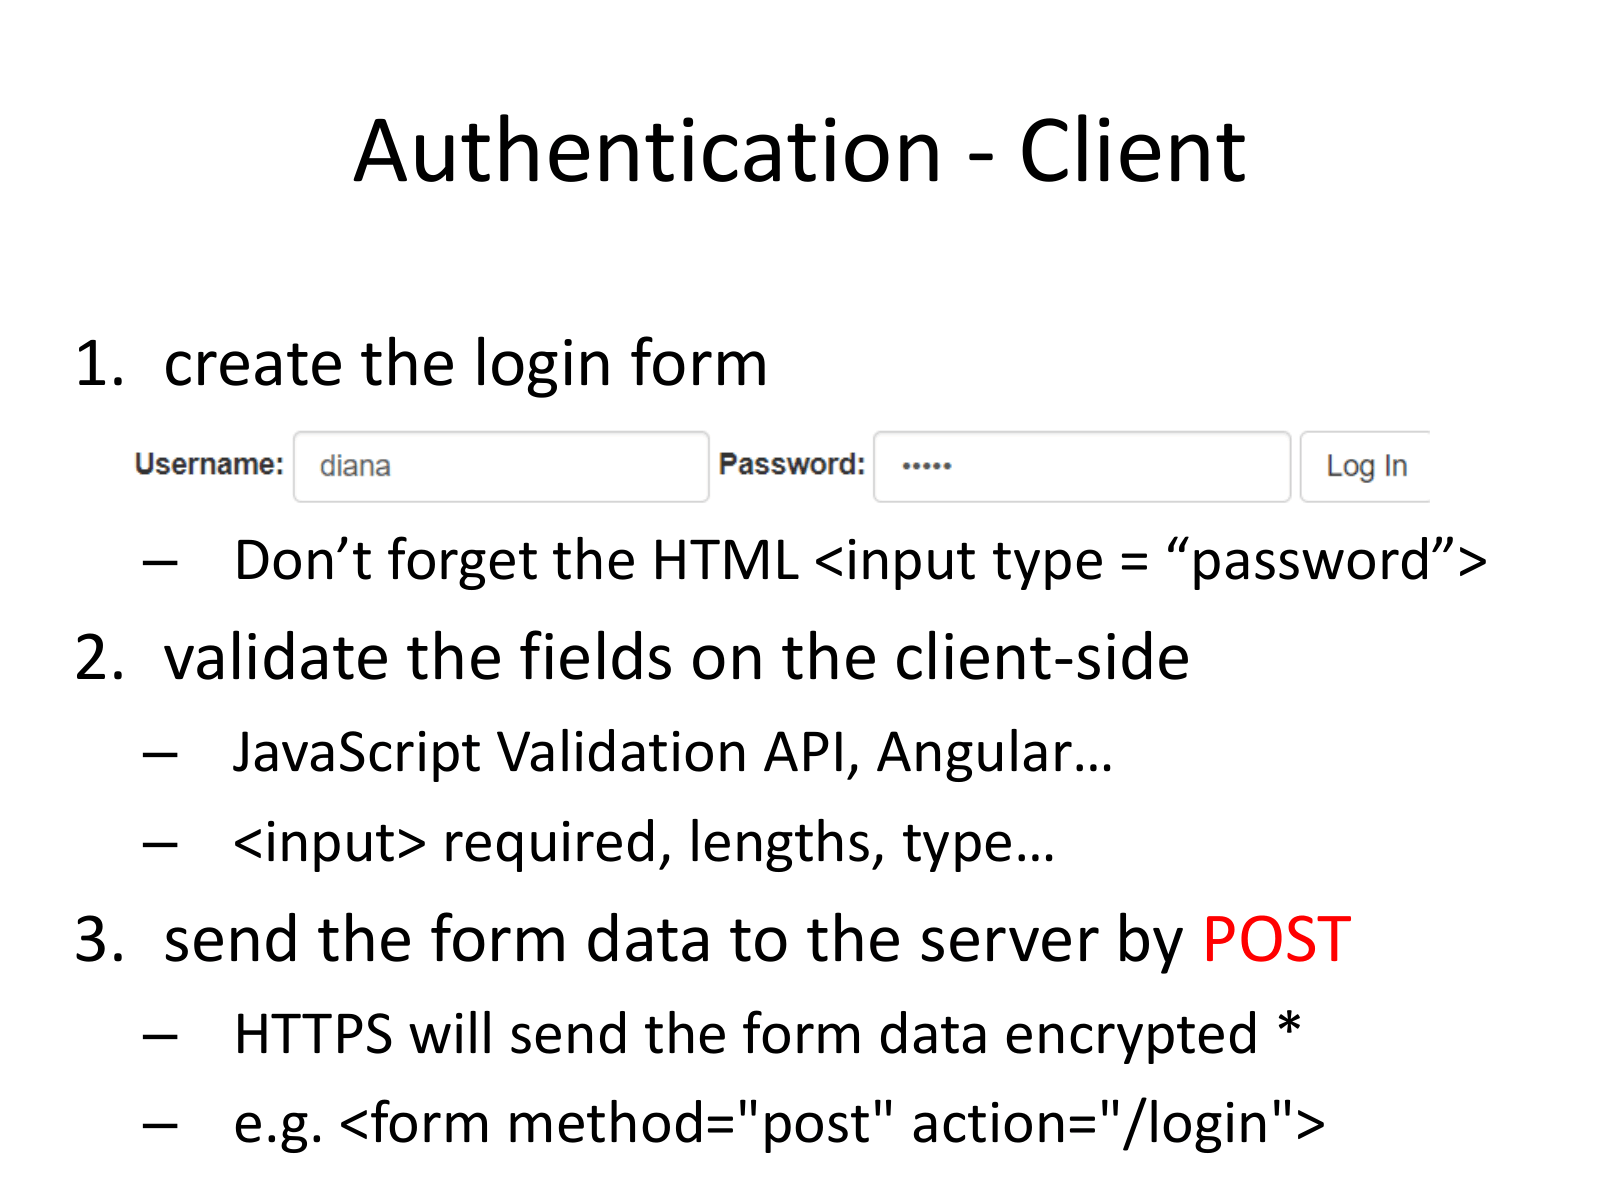 Authentication - Client
1. create the login form
Username: diana Password: ••••• Log In
– Don’t forget the HTML <input type = “password”>
2. validate the fields on the client-side
– JavaScript Validation API, Angular…
– <input> required, lengths, type…
3. send the form data to the server by POST
– HTTPS will send the form data encrypted *
– e.g. <form method="post" action="/login">